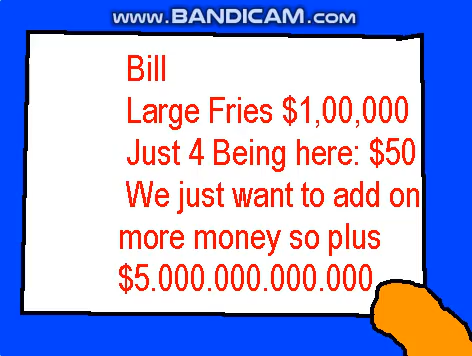 WWW.BANDICAM.COM
Bill
Large Fries $1,00,000
Just 4 Being here: $50
We just want to add on
more money so plus
$5.000.000.000.000